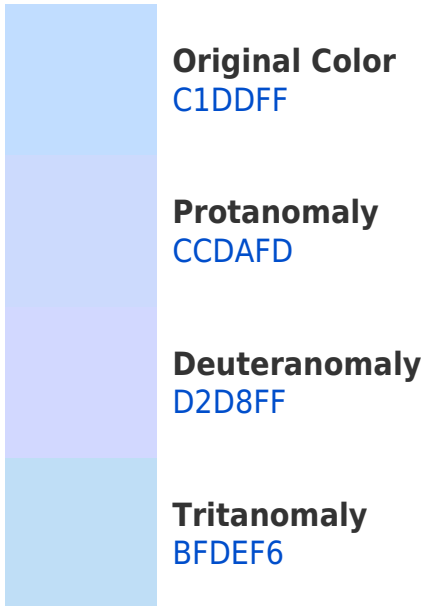 Original Color
C1DDFF
Protanomaly
CCDAFD
Deuteranomaly
D2D8FF
Tritanomaly
BFDEF6